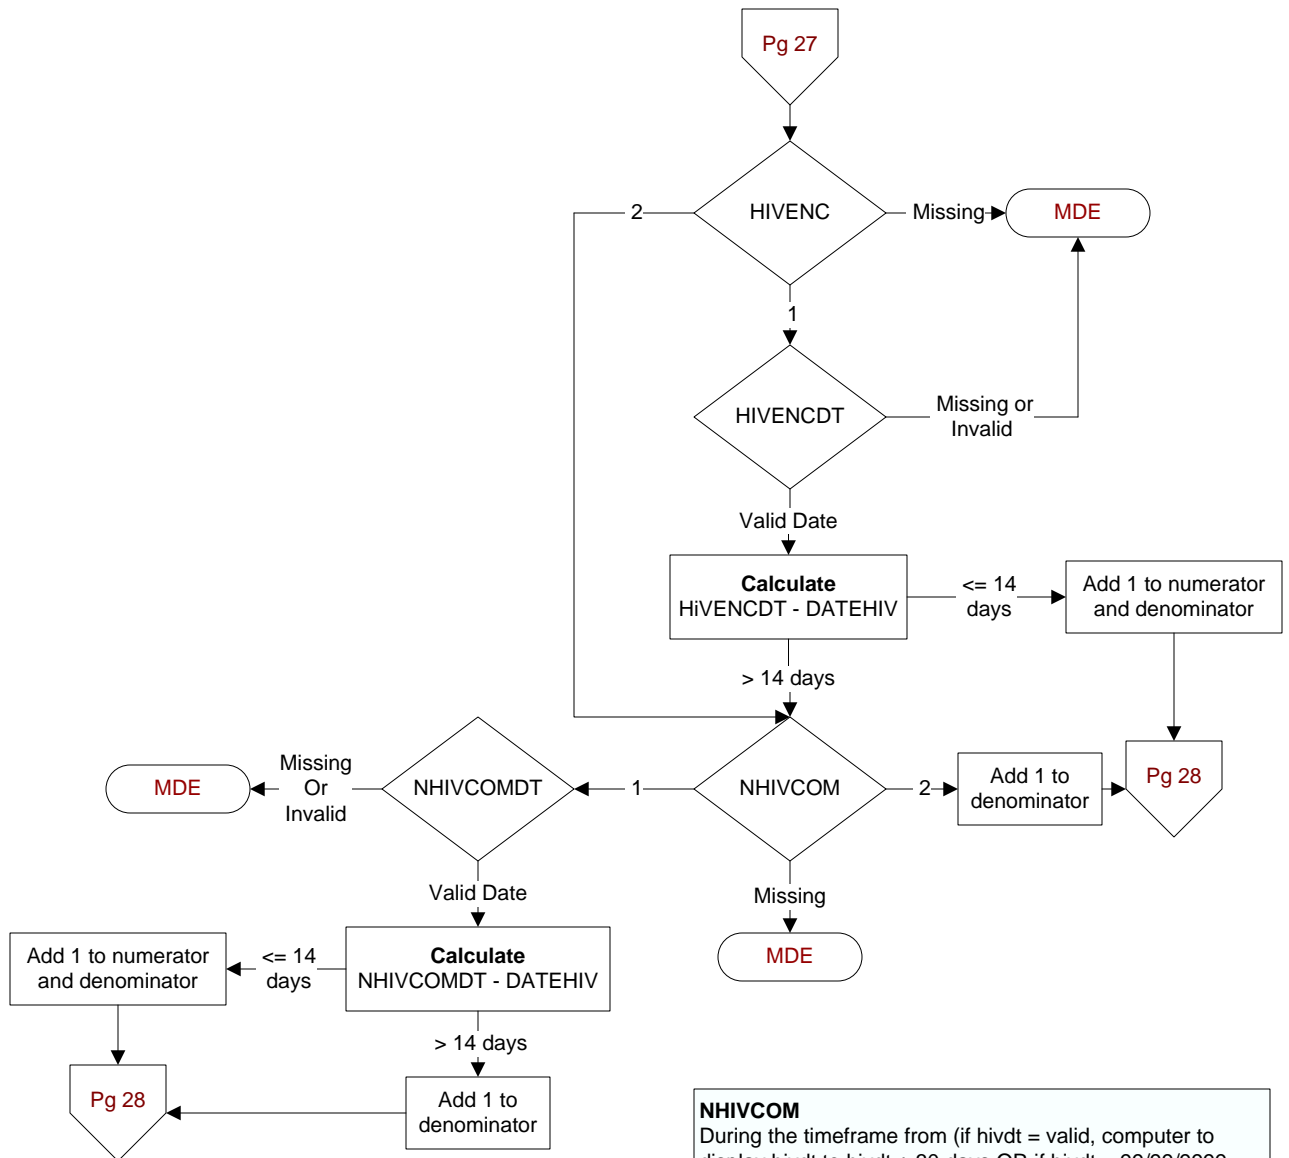 Pg 27
HIVENC
2
Missing
MDE
1
HIVENCDT
Missing or
Invalid
Valid Date
Calculate
HiVENCDT - DATEHIV
<= 14
days
Add 1 to numerator
and denominator
> 14 days
MDE
Missing
Or
Invalid
NHIVCOMDT
1
NHIVCOM
2
Add 1 to
denominator
Pg 28
Valid Date
Missing
MDE
Add 1 to numerator
and denominator
<= 14
days
Calculate
NHIVCOMDT - DATEHIV
> 14 days
Pg 28
Add 1 to
denominator
NHIVCOM
During the timeframe from (if hivdt = valid, computer to